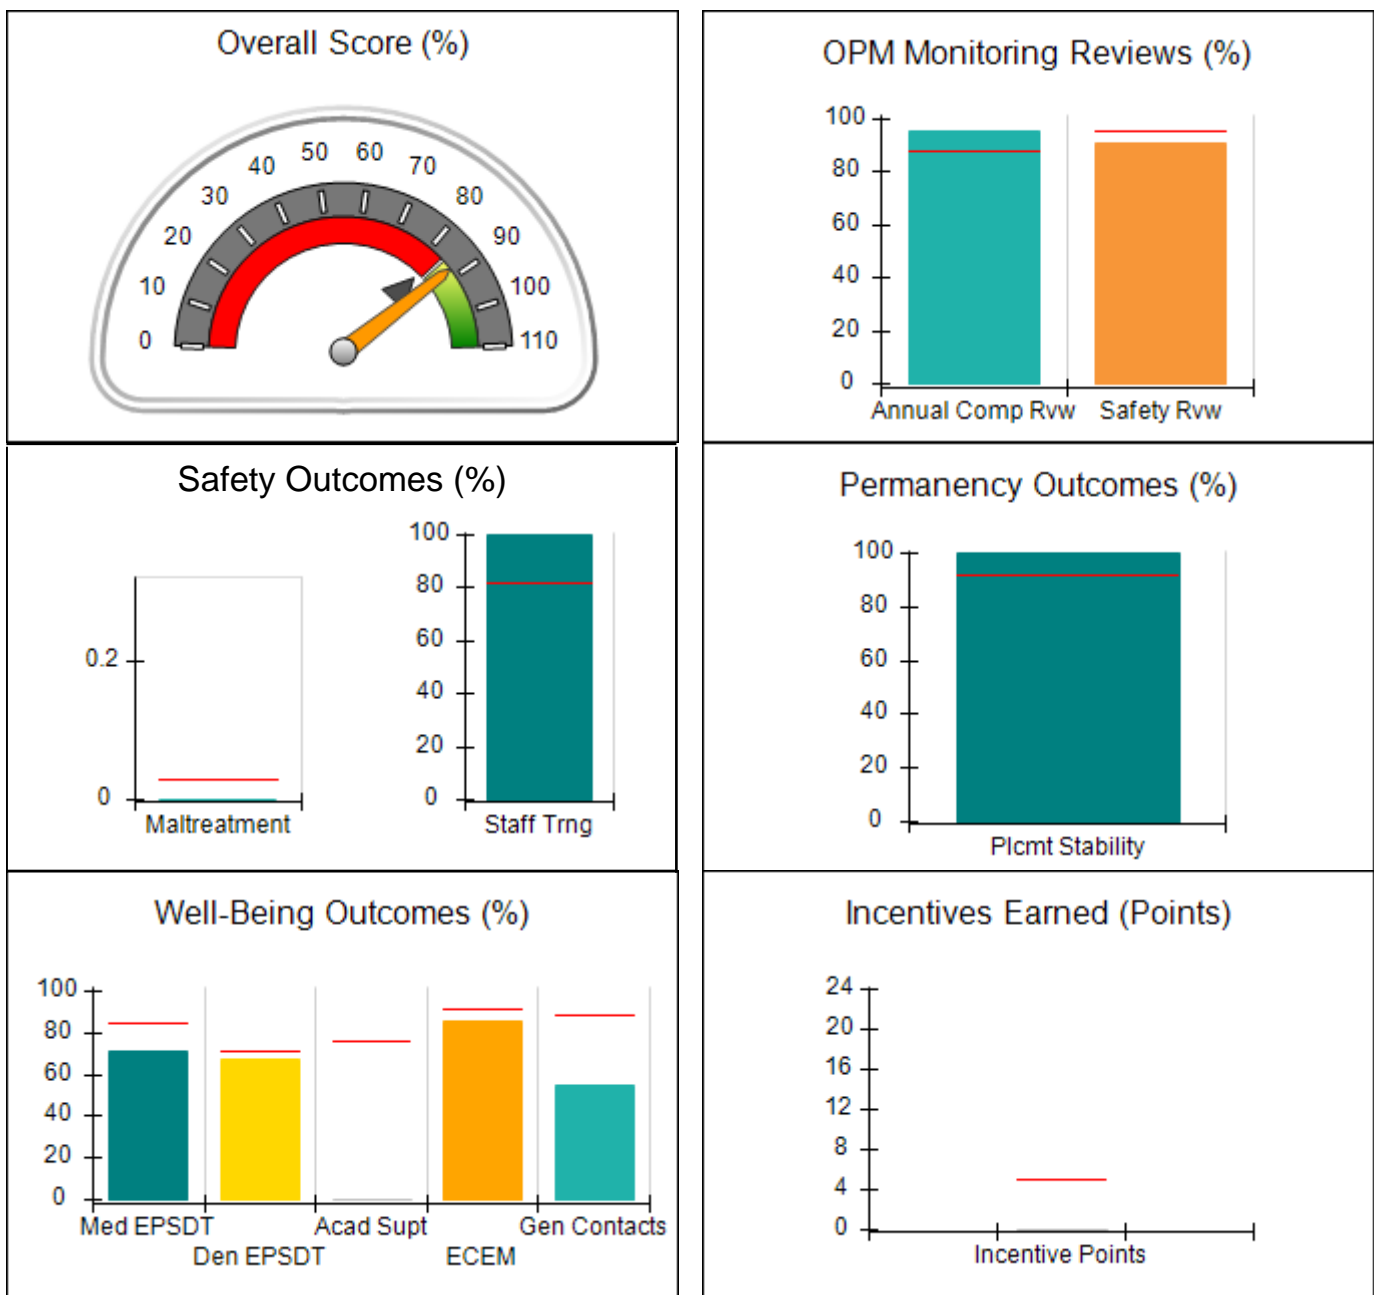 Overall Score (%)
0 10 20 30 40 50 60 70 80 90 100 110
OPM Monitoring Reviews (%)
100
80
60
40
20
0
Annual Comp Rvw Safety Rvw
Safety Outcomes (%)
0.2
0
Maltreatment
100
80
60
40
20
0
Staff Trng
Permanency Outcomes (%)
100
80
60
40
20
0
Plcmt Stability
Well-Being Outcomes (%)
100
80
60
40
20
0
Med EPSDT Acad Supt Gen Contacts
Den EPSDT ECEM
Incentives Earned (Points)
24
20
16
12
8
4
0
Incentive Points